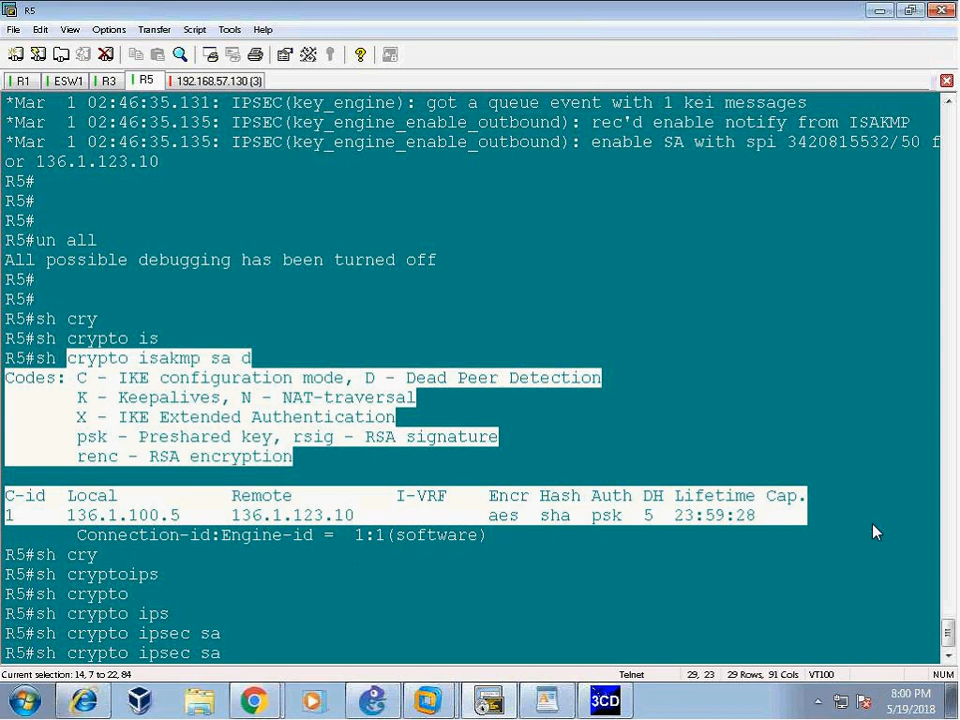 R5
File Edit View Options Transfer Script Tools Help
R1 ESW1 R3 R5 192.168.57.130 (3)
*Mar 1 02:46:35.131: IPSEC(key_engine): got a queue event with 1 kei messages
*Mar 1 02:46:35.135: IPSEC(key_engine_enable_outbound): rec'd enable notify from ISAKMP
*Mar 1 02:46:35.135: IPSEC(key_engine_enable_outbound): enable SA with spi 3420815532/50 f
or 136.1.123.10
R5#
R5#
R5#
R5#un all
All possible debugging has been turned off
R5#
R5#
R5#sh cry
R5#sh crypto is
R5#sh crypto isakmp sa d
Codes: C - IKE configuration mode, D - Dead Peer Detection
K - Keepalives, N - NAT-traversal
X - IKE Extended Authentication
psk - Preshared key, rsig - RSA signature
renc - RSA encryption
C-id Local Remote I-VRF Encr Hash Auth DH Lifetime Cap.
1 136.1.100.5 136.1.123.10 aes sha psk 5 23:59:28
Connection-id:Engine-id = 1:1(software)
R5#sh cry
R5#sh cryptoips
R5#sh crypto
R5#sh crypto ips
R5#sh crypto ipsec sa
R5#sh crypto ipsec sa
Current selection: 14, 7 to 22, 84 Telnet 29, 23 29 Rows, 91 Cols VT100 NUM
3CD
8:00 PM
5/19/2018